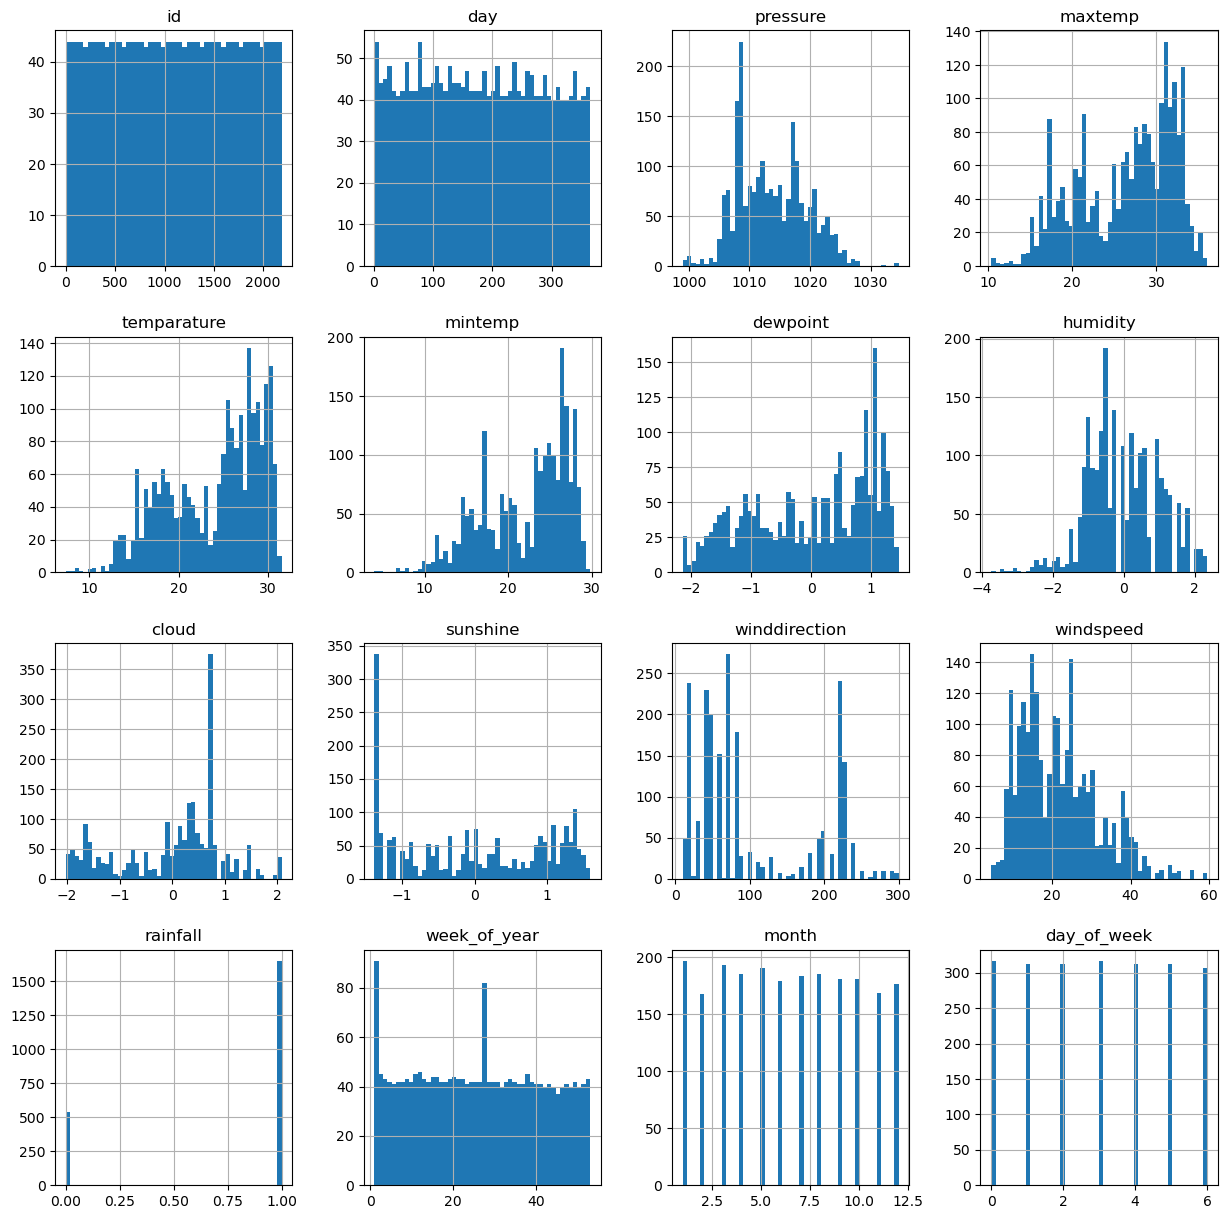 id day pressure maxtemp
40 30 20 10 0
0 500 1000 1500 2000
50 40 30 20 10 0
0 100 200 300
200 150 100 50 0
1000 1010 1020 1030
140 120 100 80 60 40 20 0
10 20 30
temparature mintemp dewpoint humidity
140 120 100 80 60 40 20 0
10 20 30
200 150 100 50 0
10 20 30
150 125 100 75 50 25 0
−2 −1 0 1
200 150 100 50 0
−4 −2 0 2
cloud sunshine winddirection windspeed
350 300 250 200 150 100 50 0
−2 −1 0 1 2
350 300 250 200 150 100 50 0
−1 0 1
250 200 150 100 50 0
0 100 200 300
140 120 100 80 60 40 20 0
20 40 60
rainfall week_of_year month day_of_week
1500 1250 1000 750 500 250 0
0.00 0.25 0.50 0.75 1.00
80 60 40 20 0
0 20 40
200 150 100 50 0
2.5 5.0 7.5 10.0 12.5
300 250 200 150 100 50 0
0 2 4 6